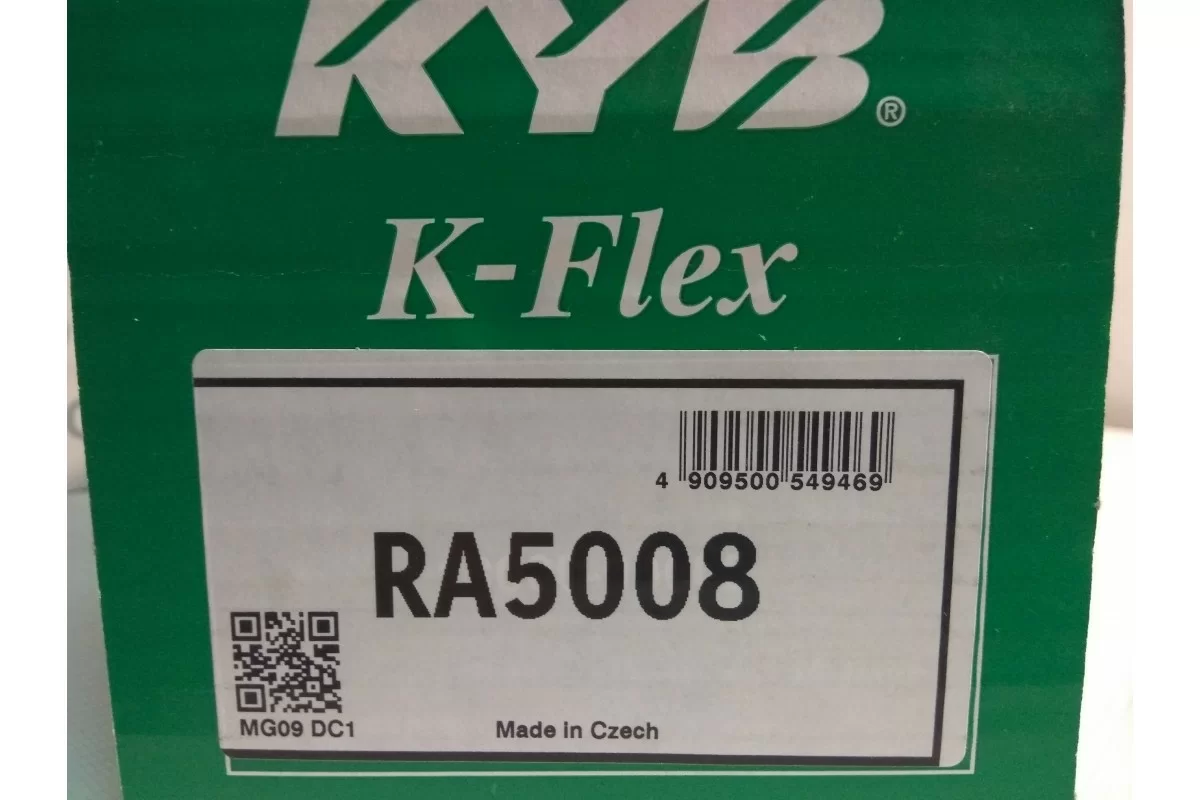 KYB®
K-Flex
4 909500 549469
RA5008
MG09 DC1
Made in Czech